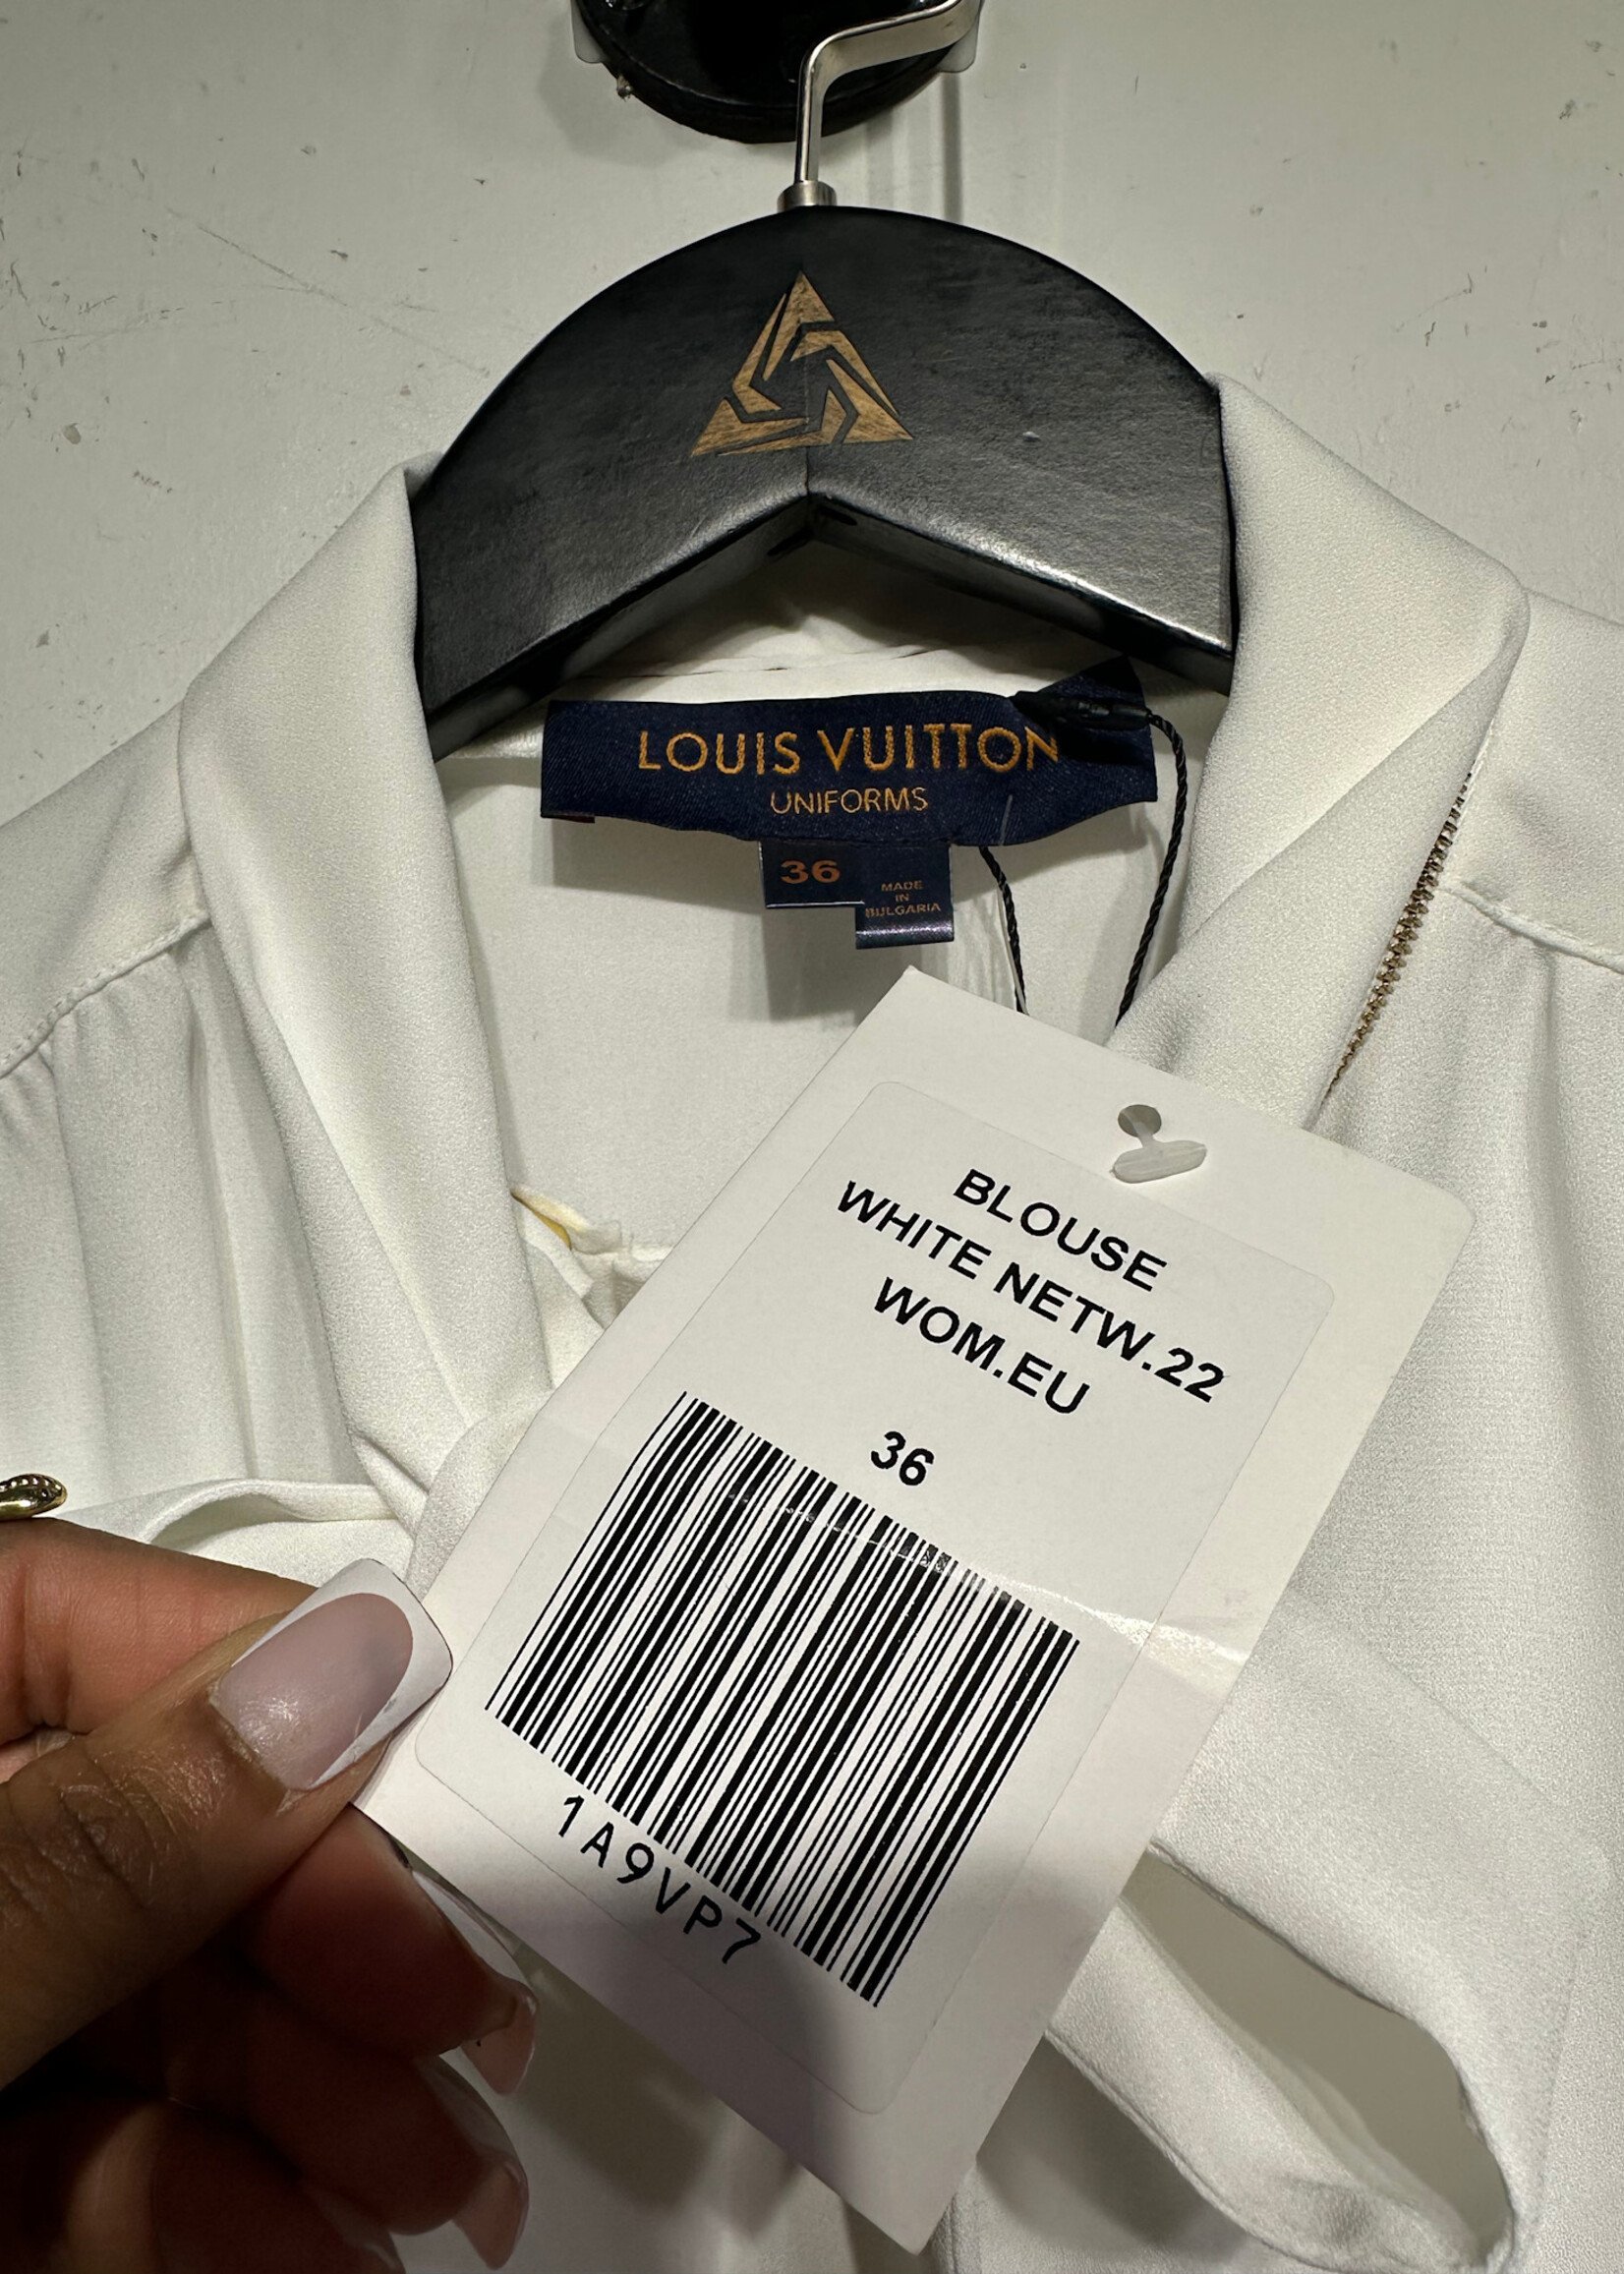 LOUIS VUITTON
UNIFORMS
36
MADE
IN
BULGARIA
BLOUSE
WHITE NETW.22
WOM.EU
36
1A9VP7